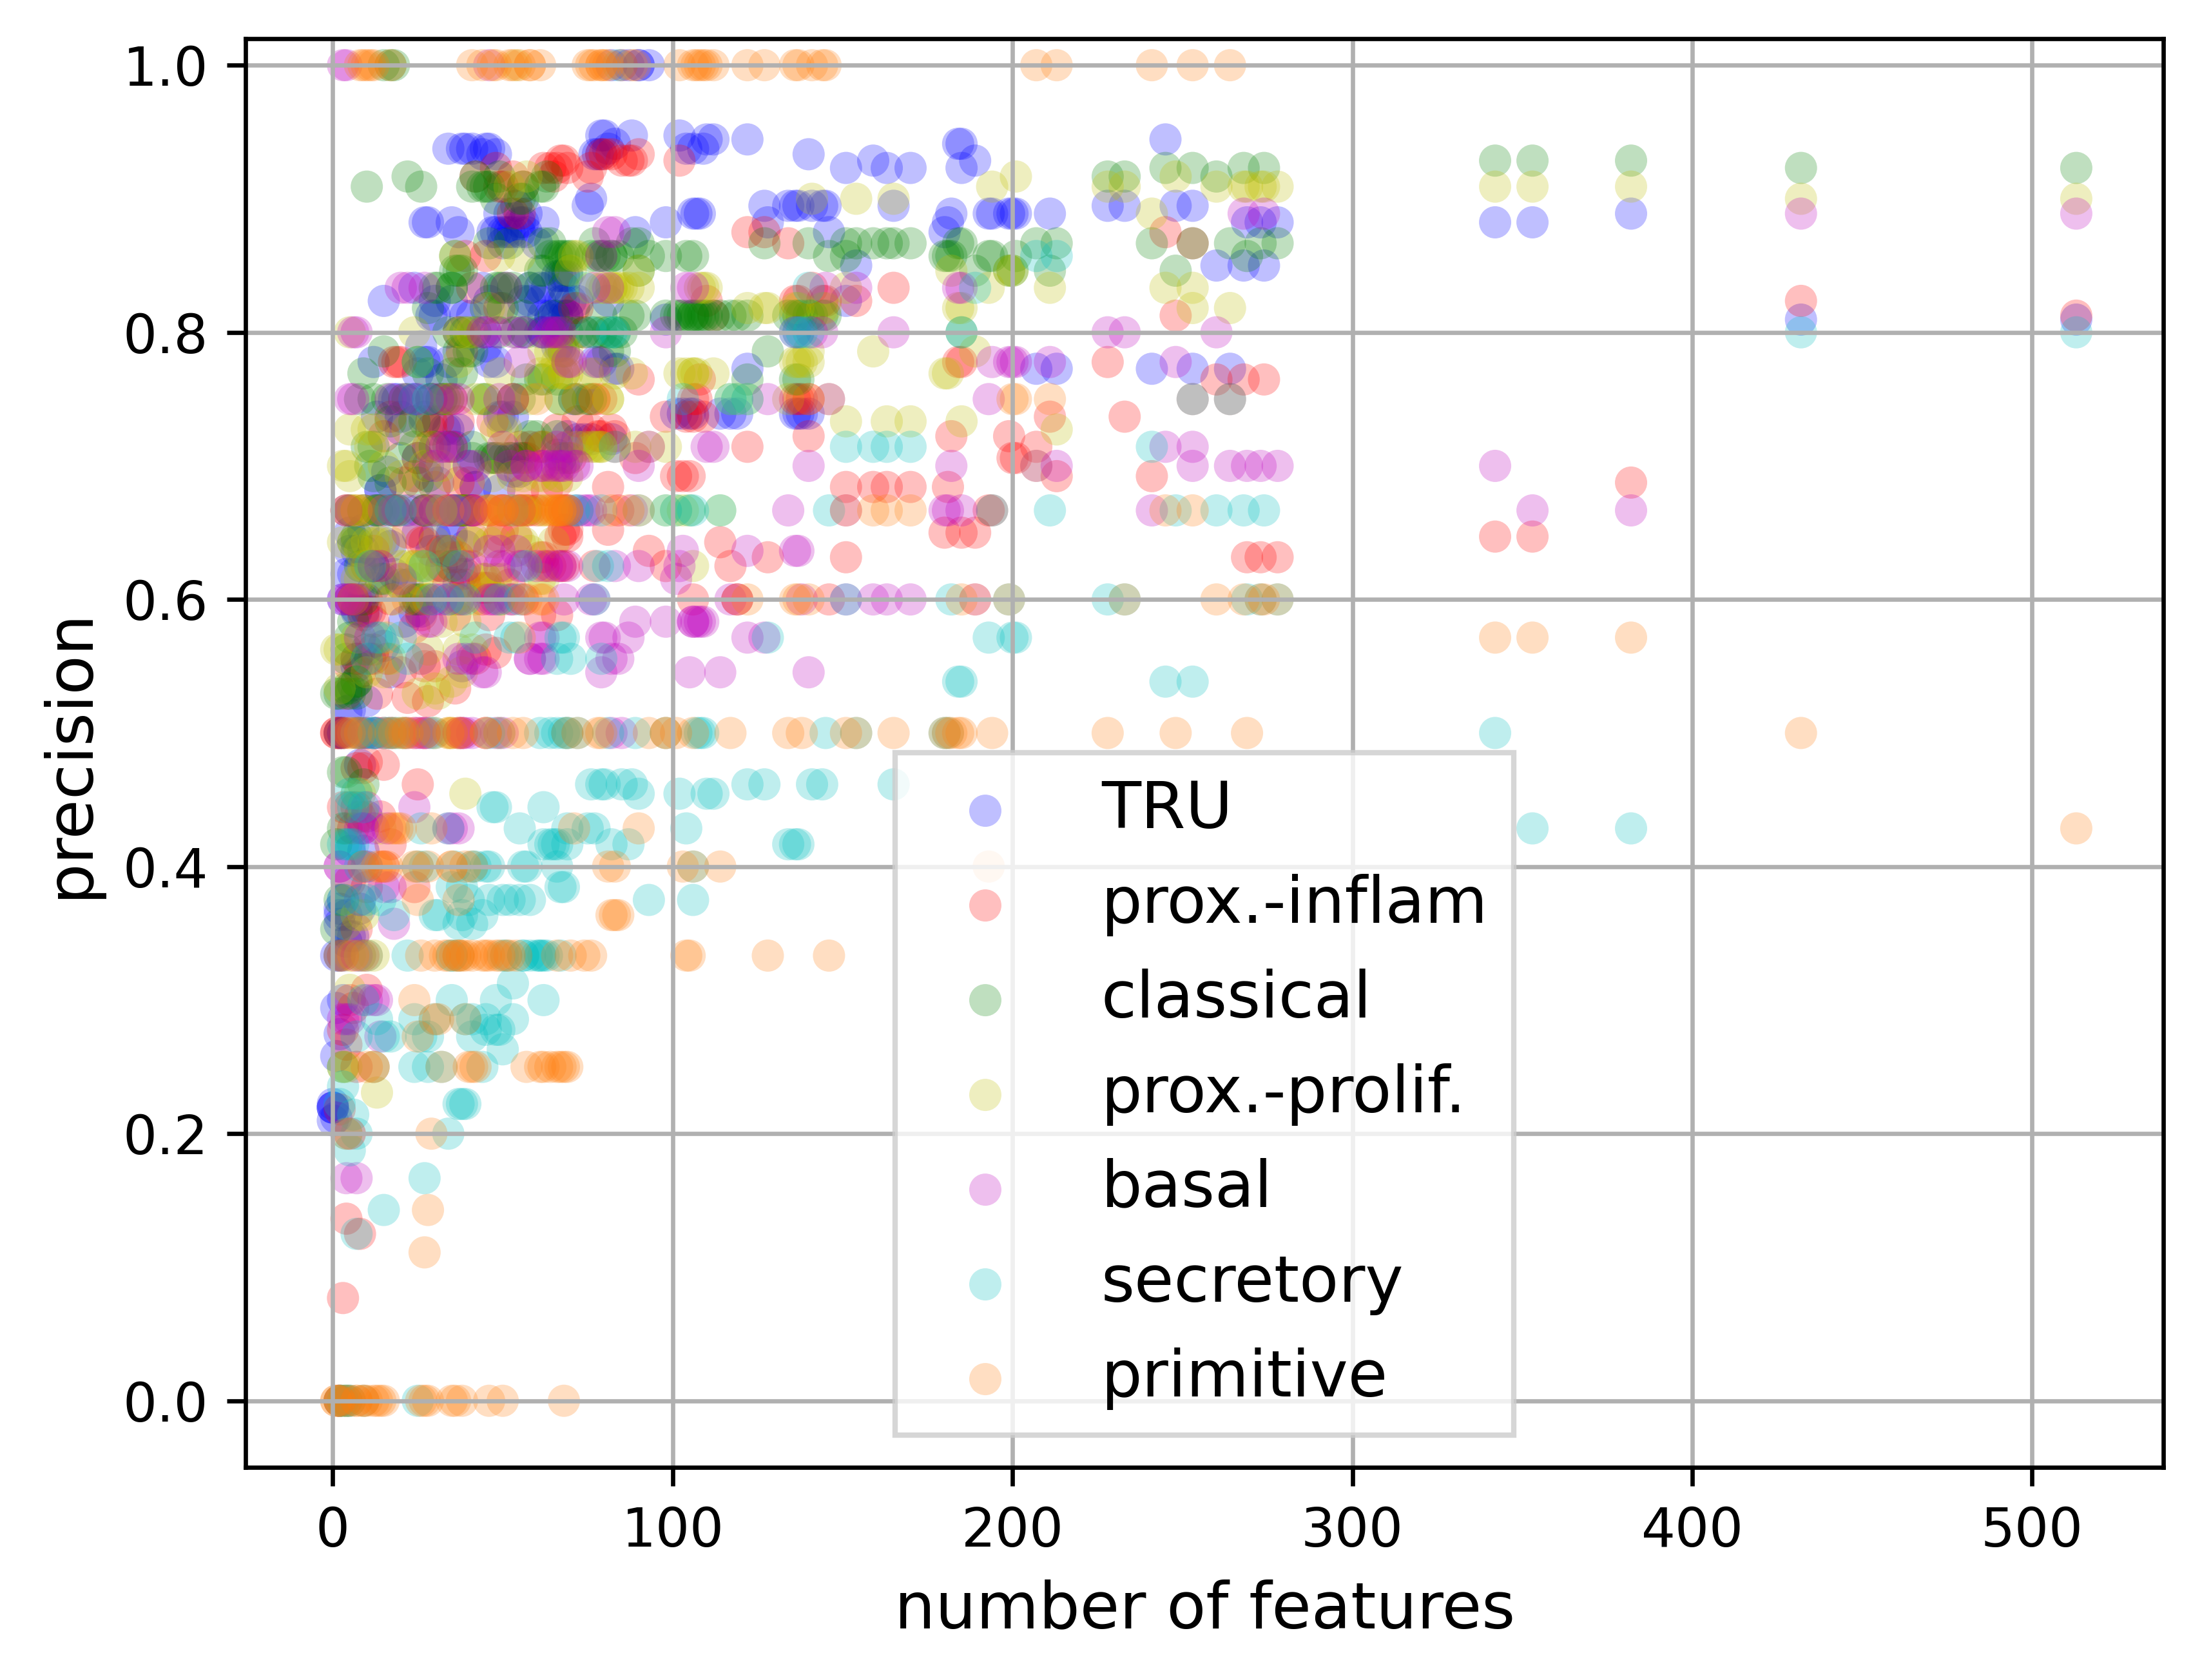 1.0
0.8
0.6
0.4
0.2
0.0
precision
TRU
prox.-inflam
classical
prox.-prolif.
basal
secretory
primitive
0 100 200 300 400 500
number of features